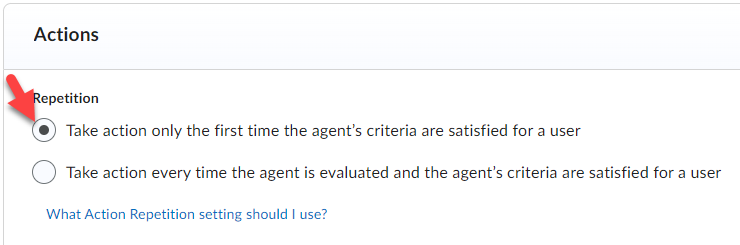 Actions
Repetition
Take action only the first time the agent’s criteria are satisfied for a user
Take action every time the agent is evaluated and the agent’s criteria are satisfied for a user
What Action Repetition setting should I use?